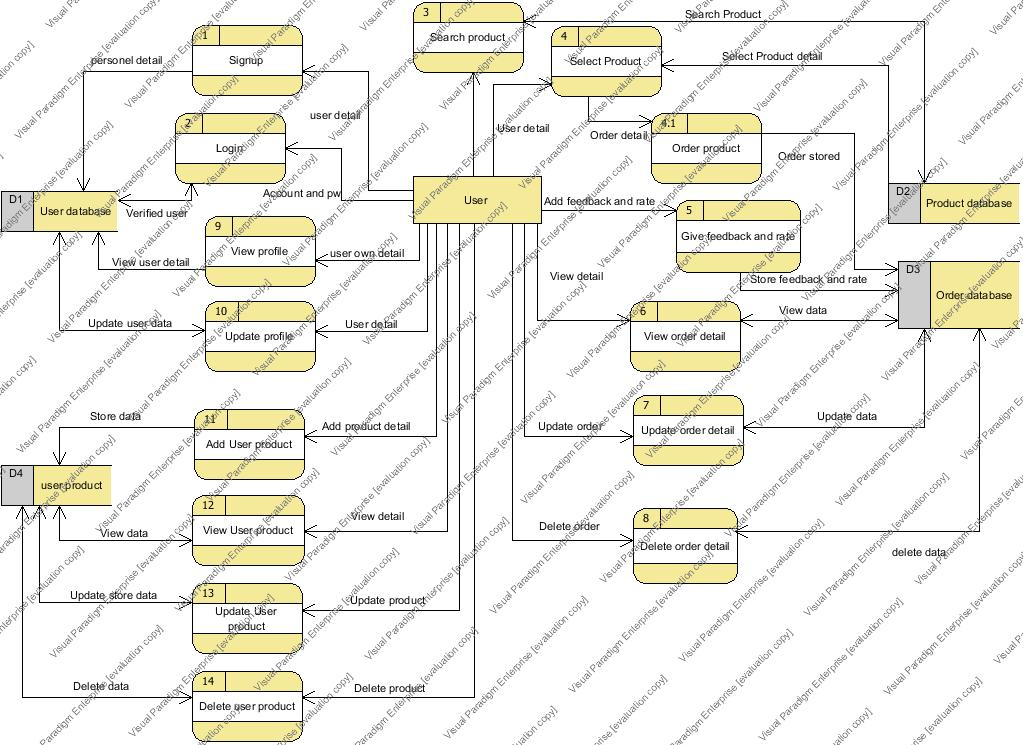 3
Search Product
Search product
1
Signup
4
Select Product
personel detail
Select Product detail
user detail
2
Login
User detail
Order detail
4.1
Order product
Order stored
D1
User database
Account and pw
Verified user
User
Add feedback and rate
D2
Product database
5
Give feedback and rate
9
View profile
user own detail
View user detail
View detail
Store feedback and rate
D3
Order database
10
Update profile
Update user data
User detail
6
View order detail
View data
7
Update order detail
Update order
Update data
11
Add User product
Store data
Add product detail
D4
user product
12
View User product
View data
View detail
8
Delete order detail
Delete order
delete data
13
Update User
product
Update store data
Update product
14
Delete user product
Delete data
Delete product
Visual Paradigm Enterprise [evaluation copy]